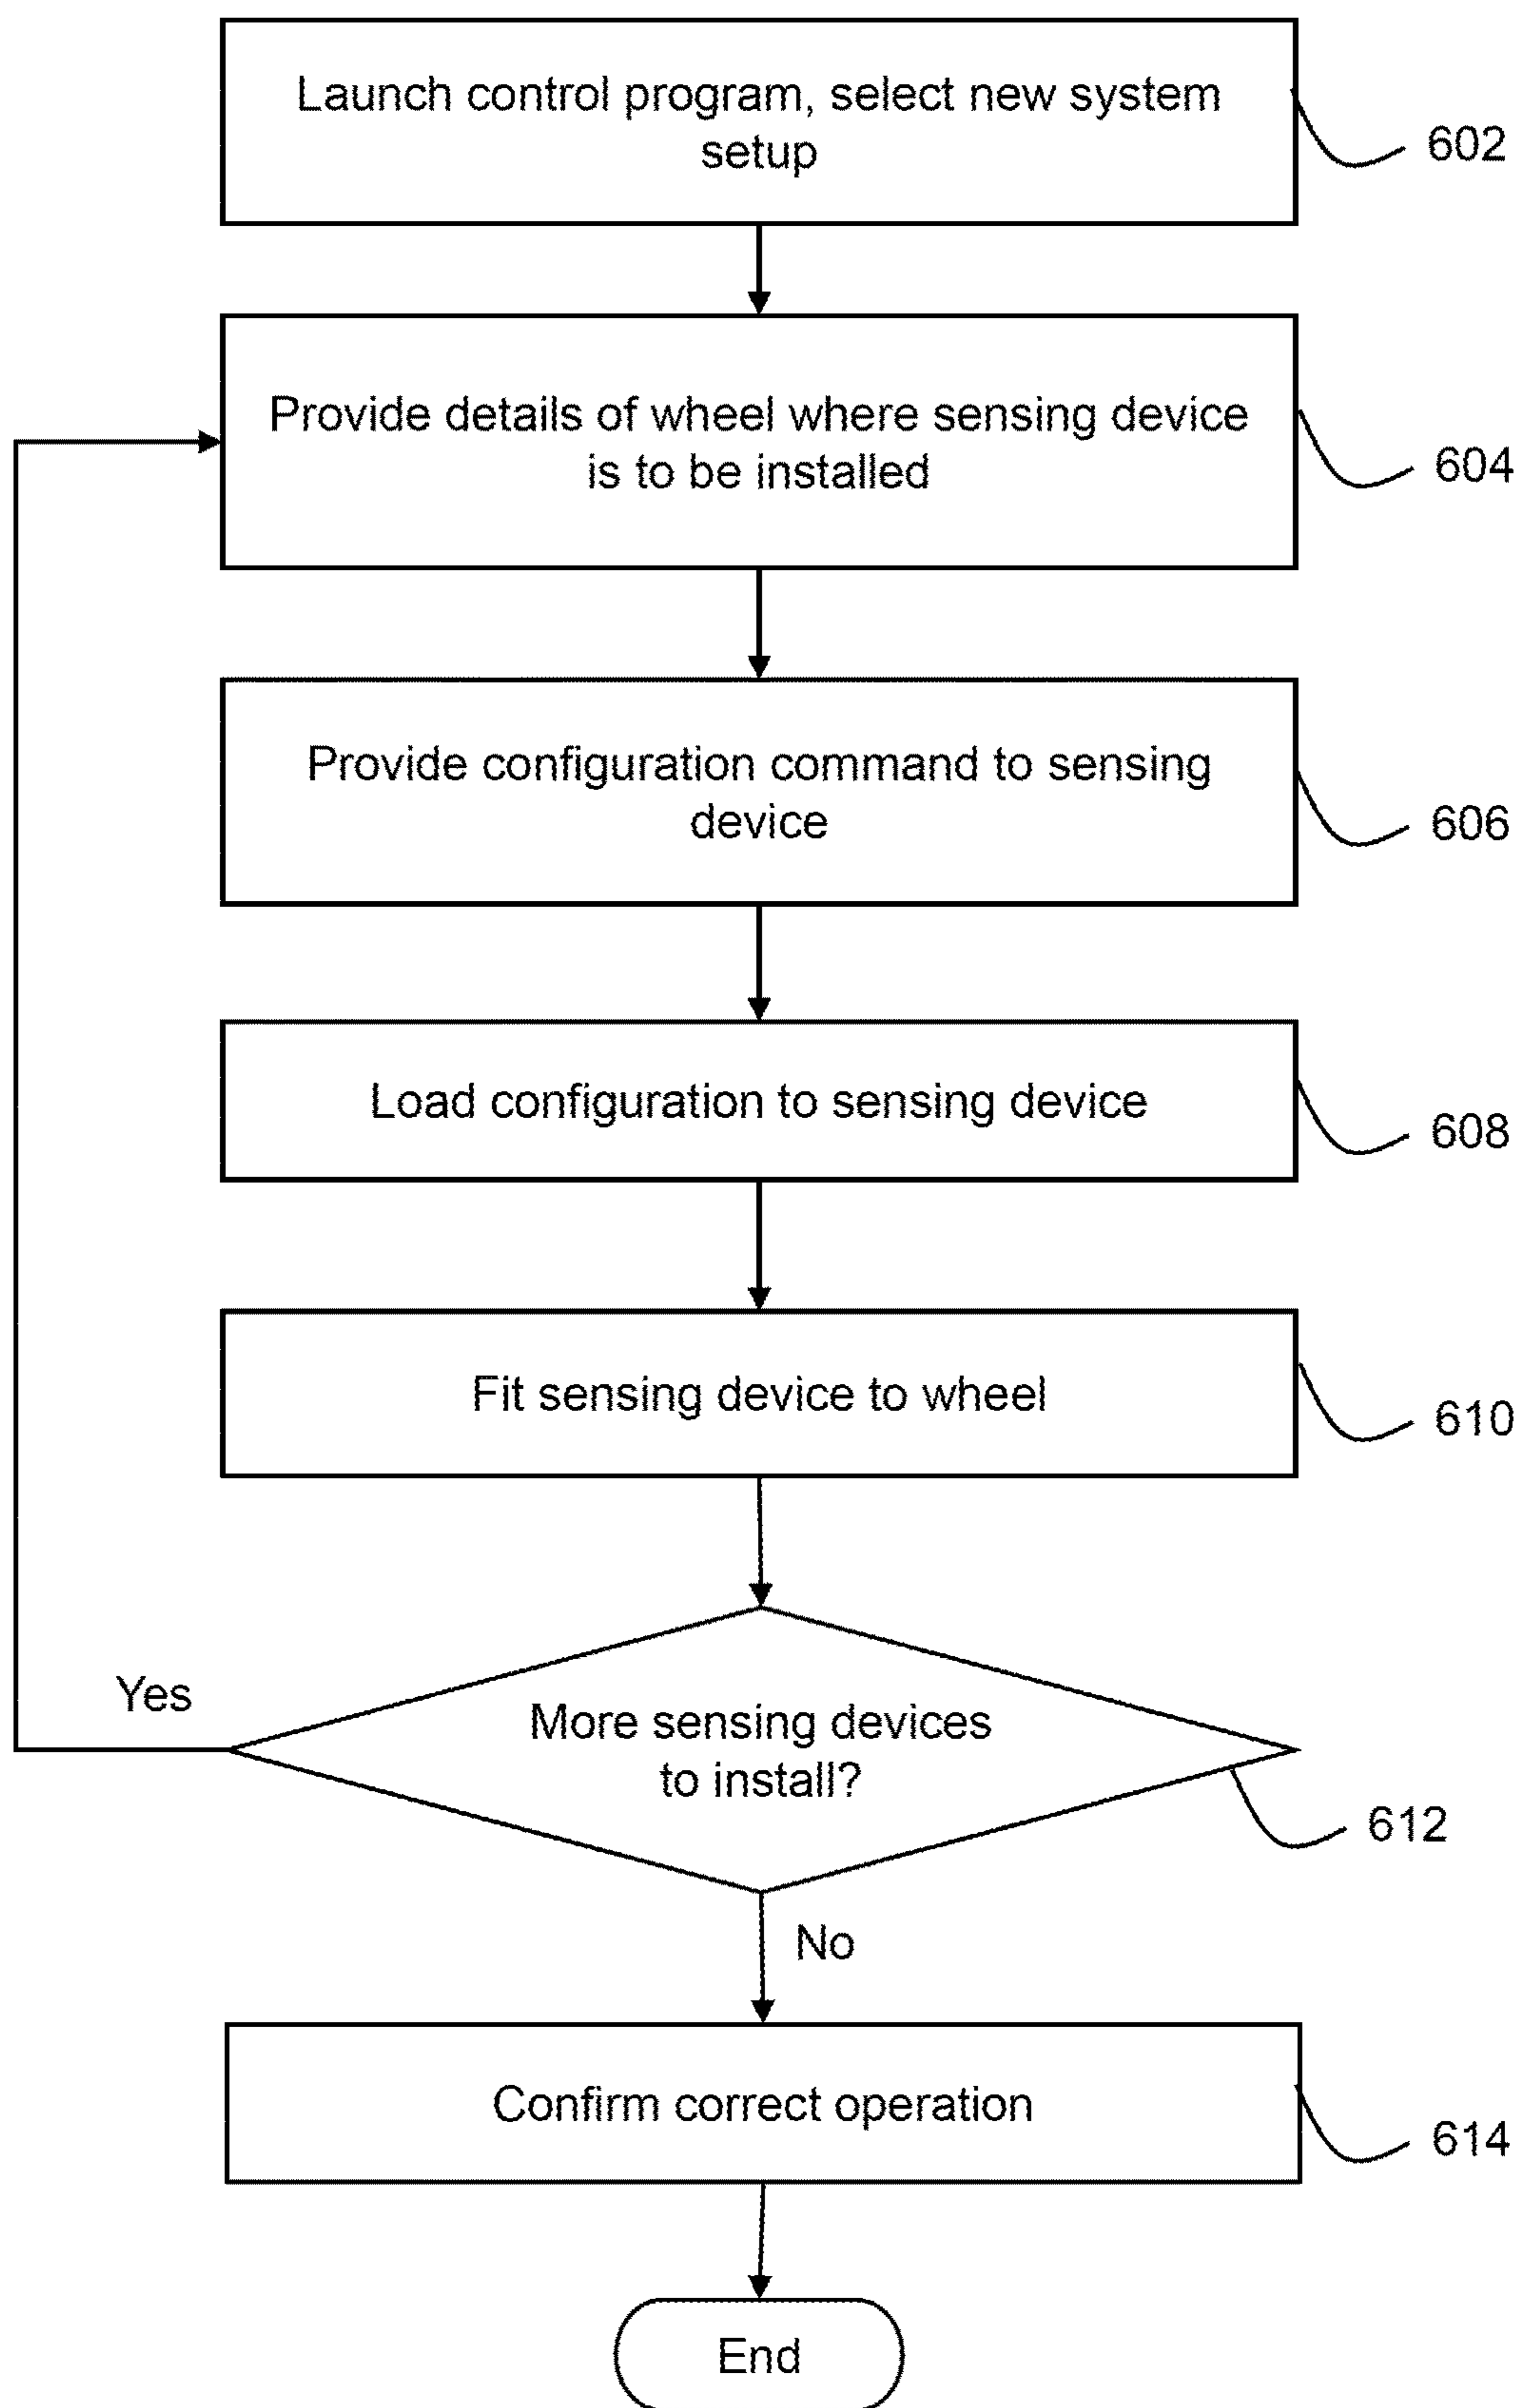 Launch control program, select new system
setup
602
Provide details of wheel where sensing device
is to be installed
604
Provide configuration command to sensing
device
606
Load configuration to sensing device
608
Fit sensing device to wheel
610
Yes
More sensing devices
to install?
612
No
Confirm correct operation
614
End